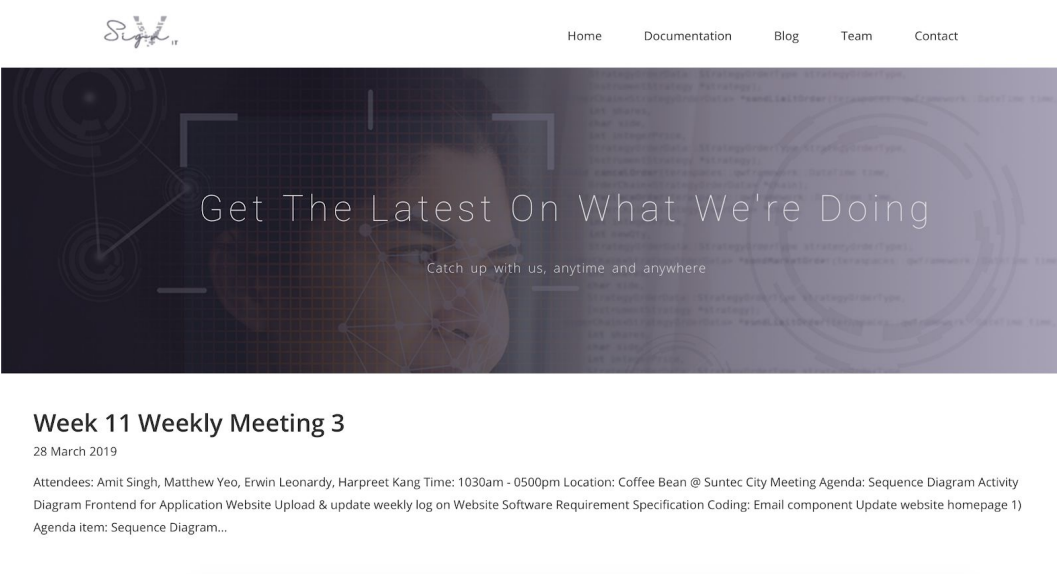 Sign V IT
Home Documentation Blog Team Contact
Get The Latest On What We're Doing
Catch up with us, anytime and anywhere
Week 11 Weekly Meeting 3
28 March 2019
Attendees: Amit Singh, Matthew Yeo, Erwin Leonardy, Harpreet Kang Time: 1030am - 0500pm Location: Coffee Bean @ Suntec City Meeting Agenda: Sequence Diagram Activity
Diagram Frontend for Application Website Upload & update weekly log on Website Software Requirement Specification Coding: Email component Update website homepage 1)
Agenda item: Sequence Diagram...